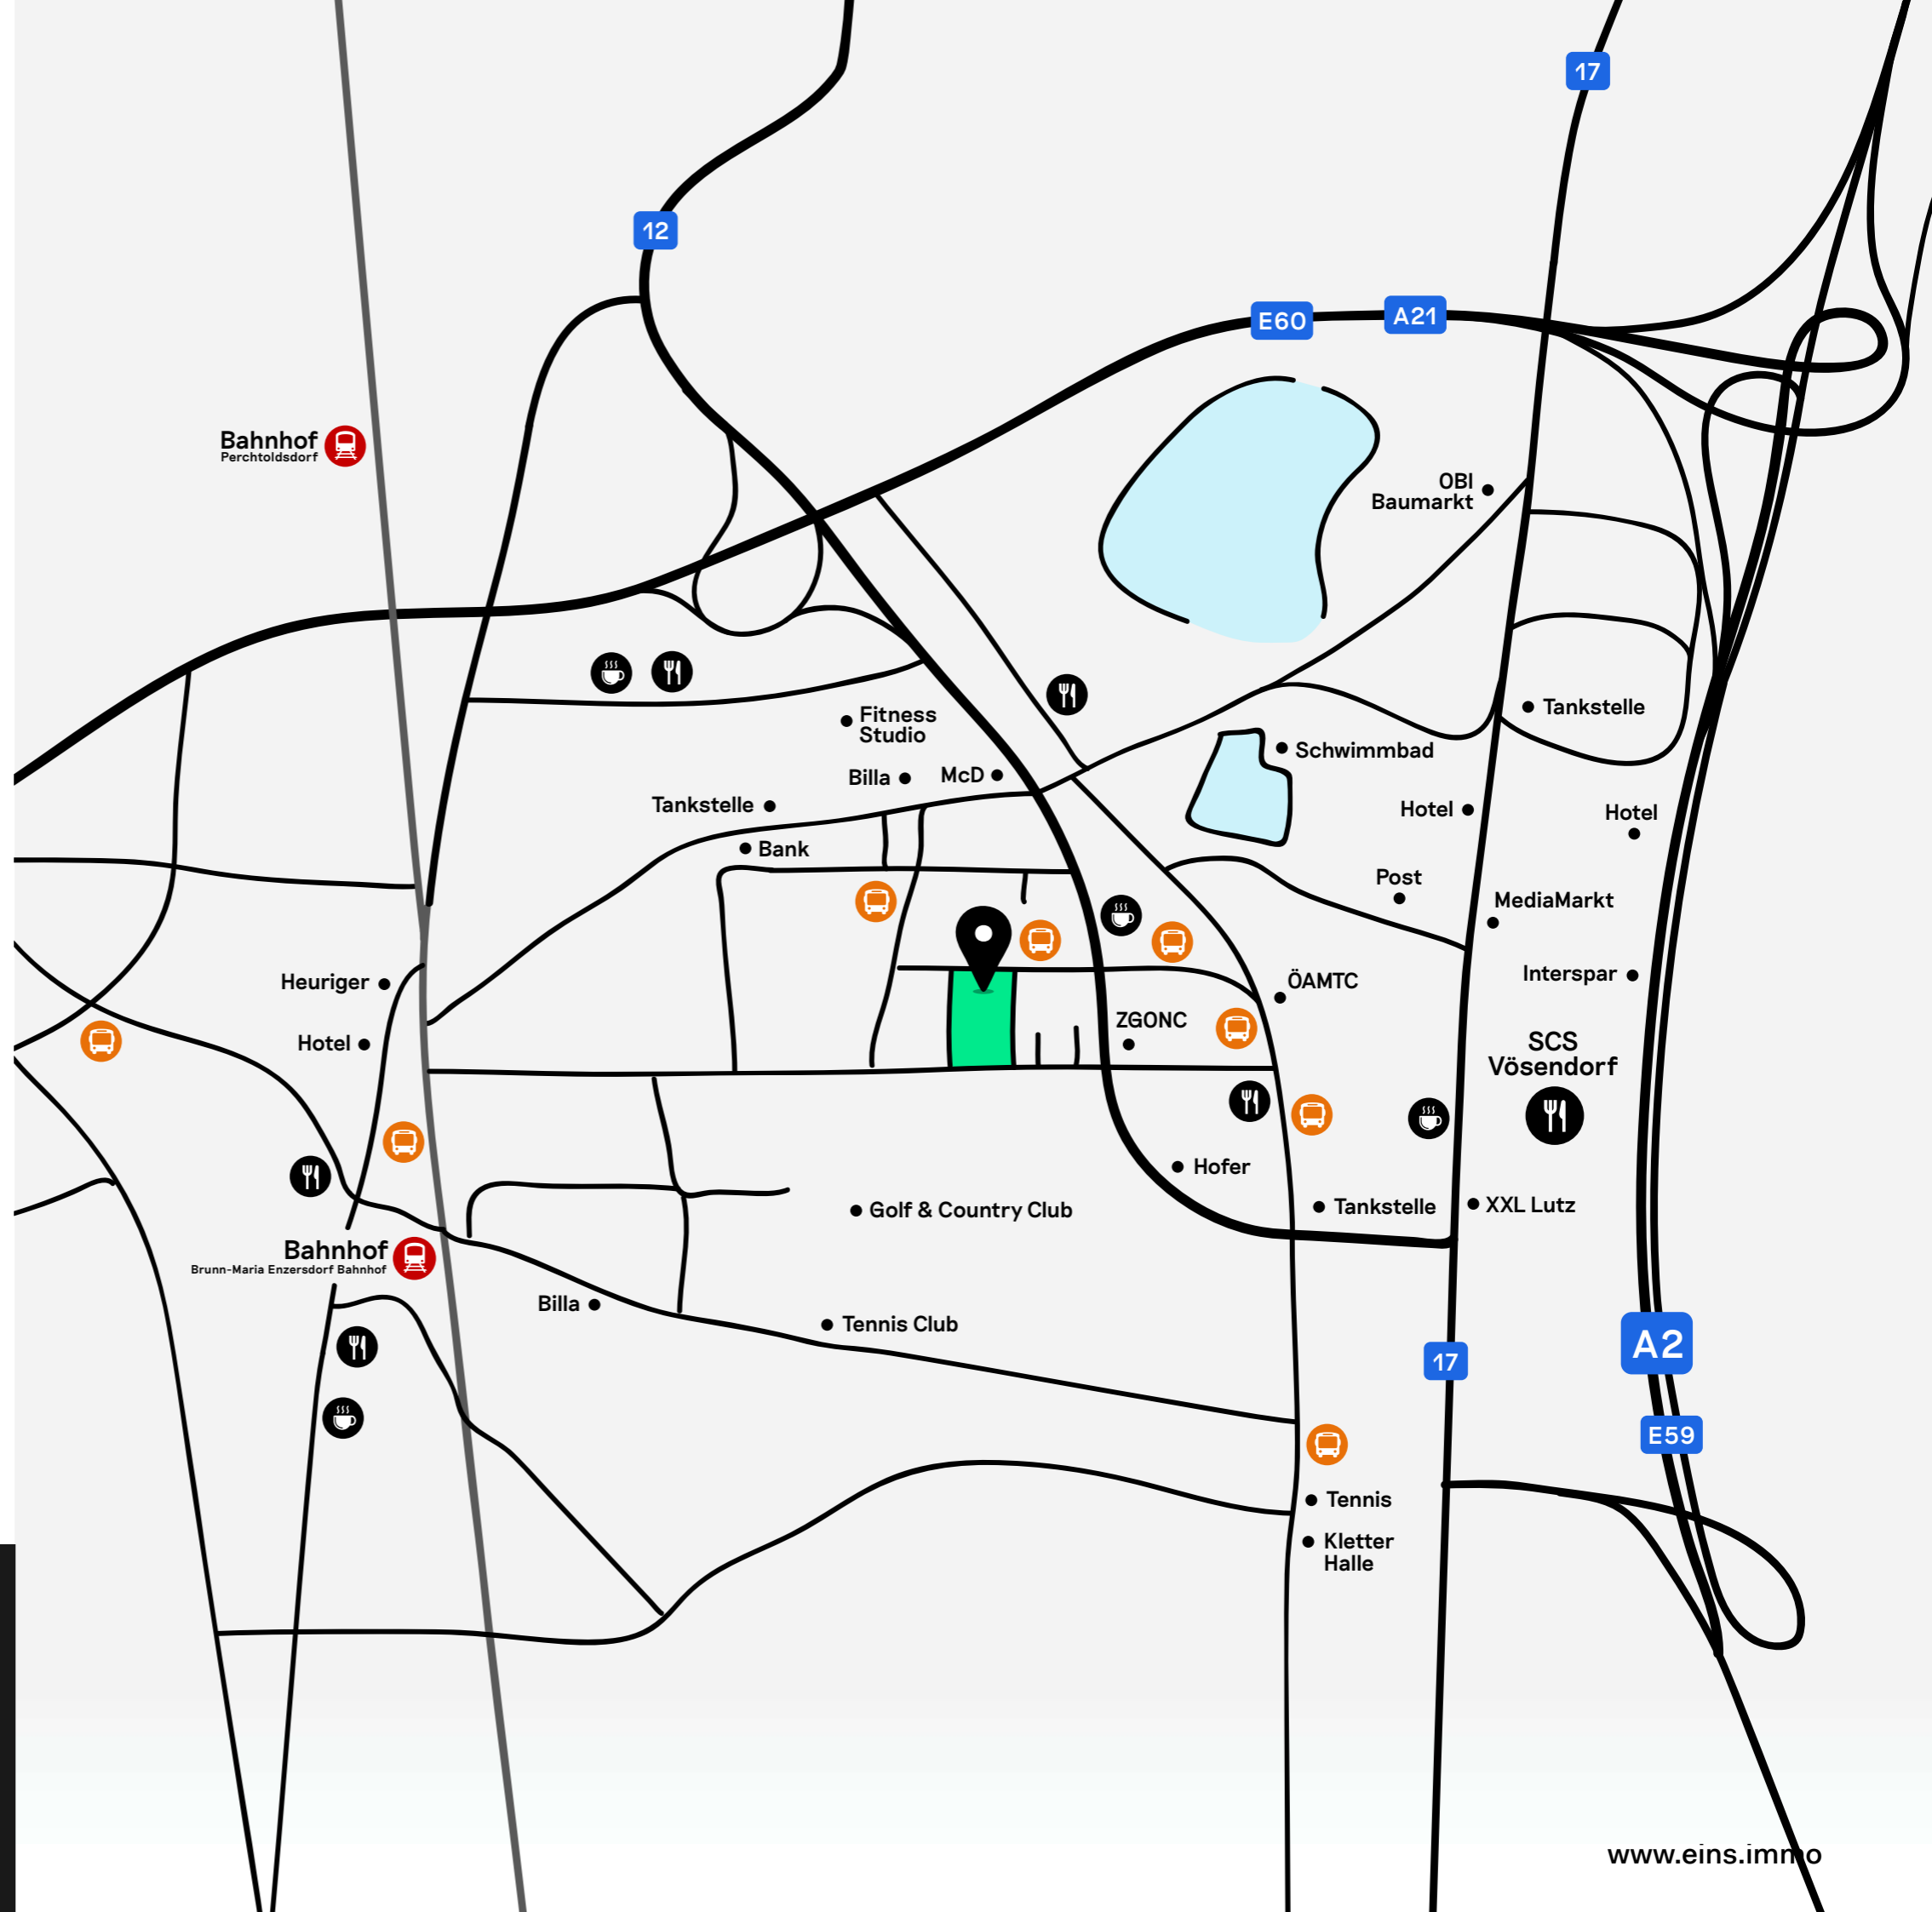 17
12
E60
A21
Bahnhof
Perchtoldsdorf
OBI
Baumarkt
Fitness
Studio
Tankstelle
Schwimmbad
Billa
McD
Tankstelle
Hotel
Hotel
Bank
Post
MediaMarkt
Heuriger
ÖAMTC
Interspar
ZGONC
Hotel
SCS
Vösendorf
Hofer
Golf & Country Club
Tankstelle
XXL Lutz
Bahnhof
Brunn-Maria Enzersdorf Bahnhof
Billa
Tennis Club
A2
17
E59
Tennis
Kletter
Halle
www.eins.immo